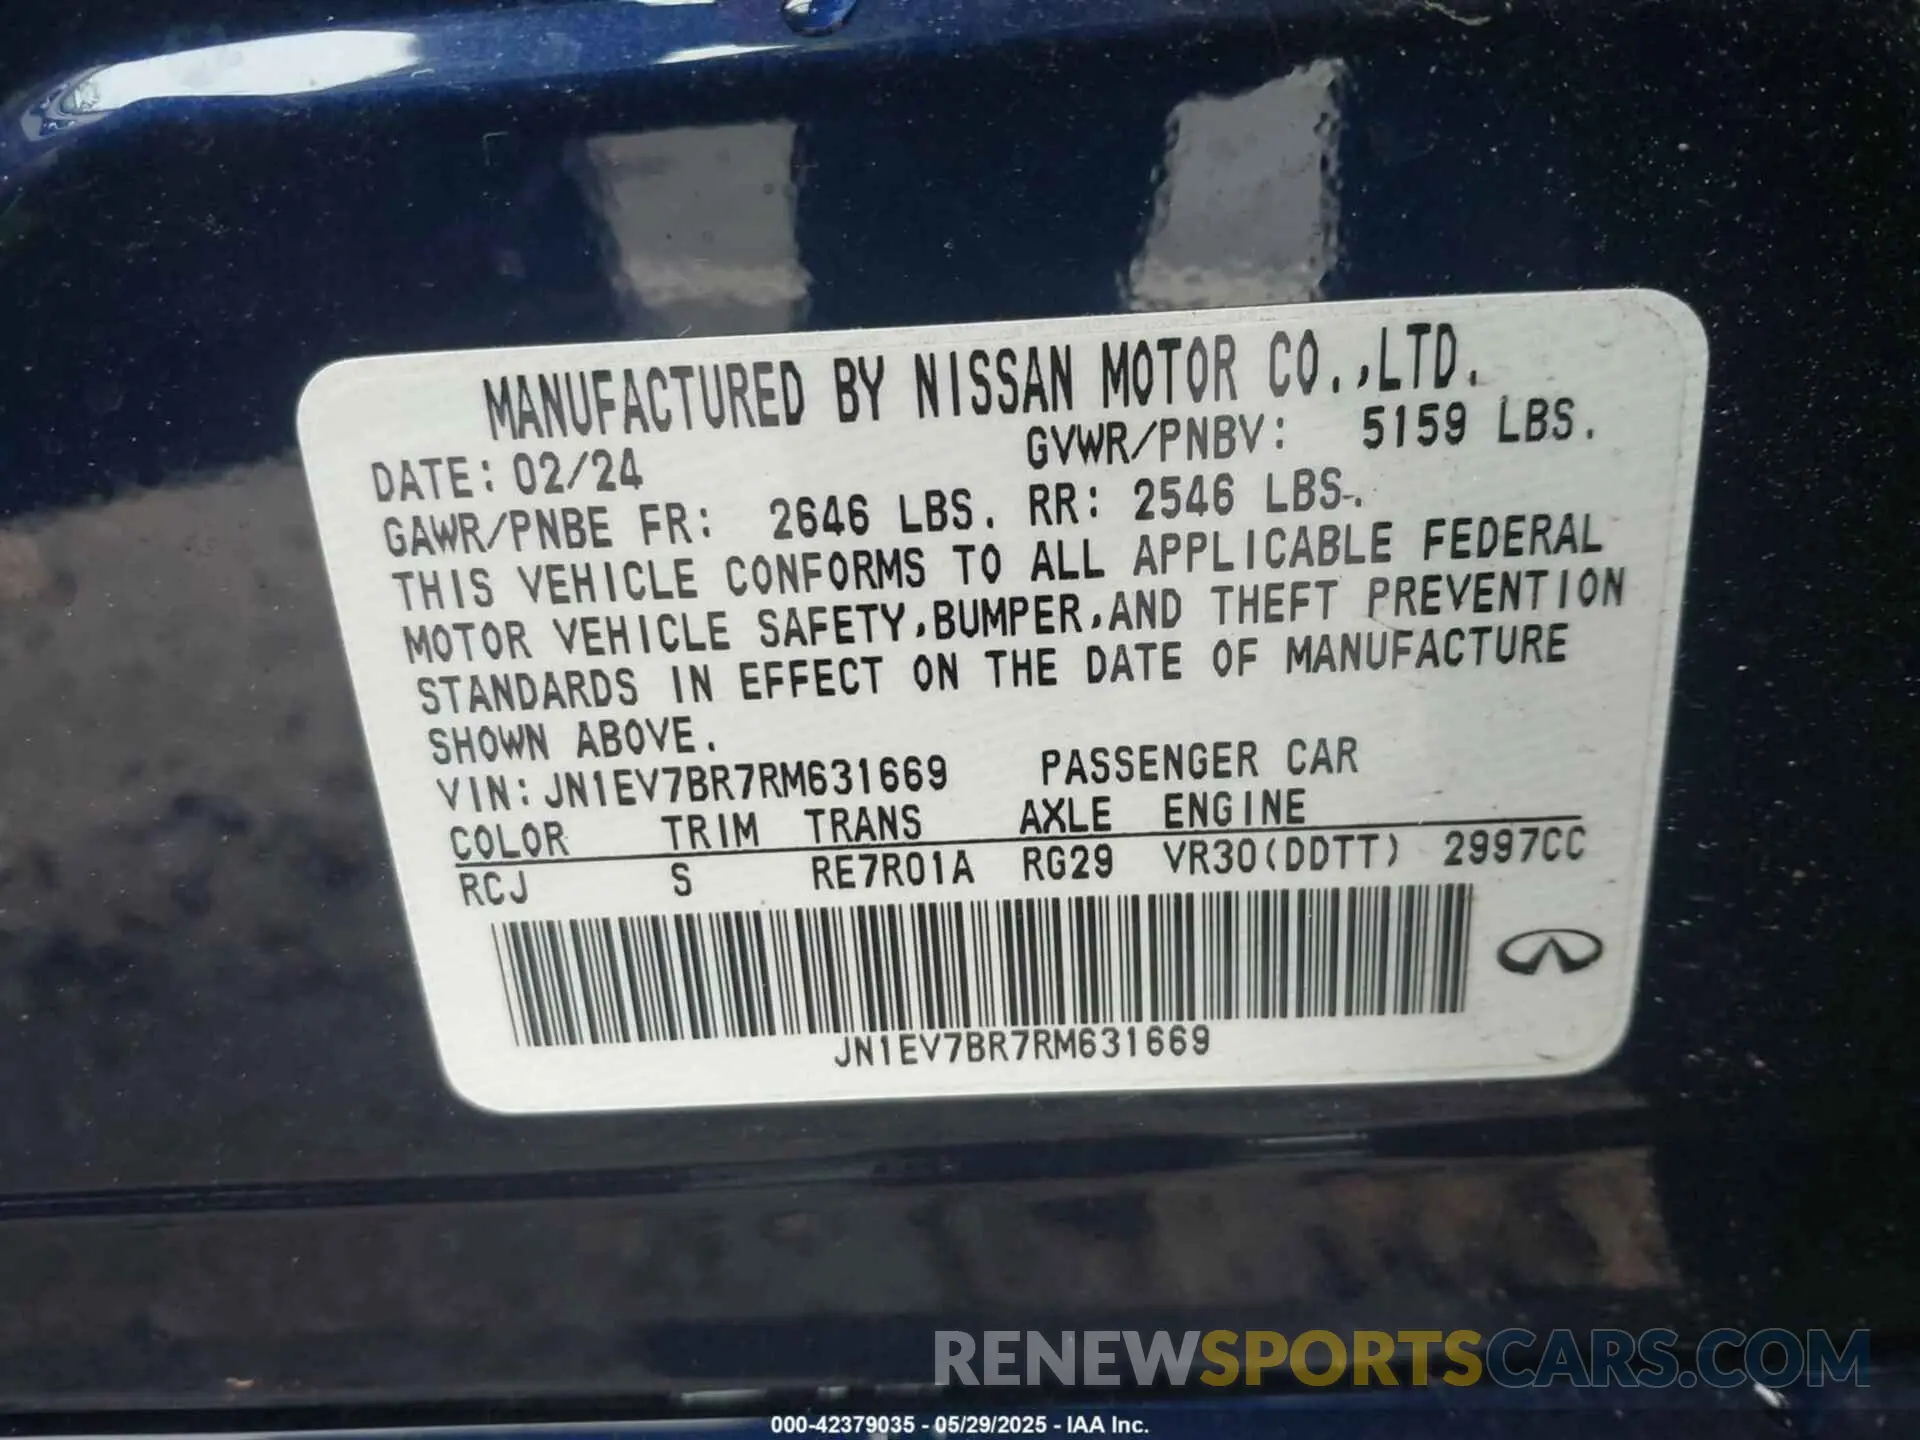 MANUFACTURED BY NISSAN MOTOR CO.,LTD.
DATE: 02/24 GVWR/PNBV: 5159 LBS.
GAWR/PNBE FR: 2646 LBS. RR: 2546 LBS.
THIS VEHICLE CONFORMS TO ALL APPLICABLE FEDERAL
MOTOR VEHICLE SAFETY,BUMPER,AND THEFT PREVENTION
STANDARDS IN EFFECT ON THE DATE OF MANUFACTURE
SHOWN ABOVE.
VIN: JN1EV7BR7RM631669 PASSENGER CAR
COLOR TRIM TRANS AXLE ENGINE
RCJ S RE7R01A RG29 VR30(DDTT) 2997CC
JN1EV7BR7RM631669
RENEWSPORTSCARS.COM
000-42379035 - 05/29/2025 - IAA Inc.